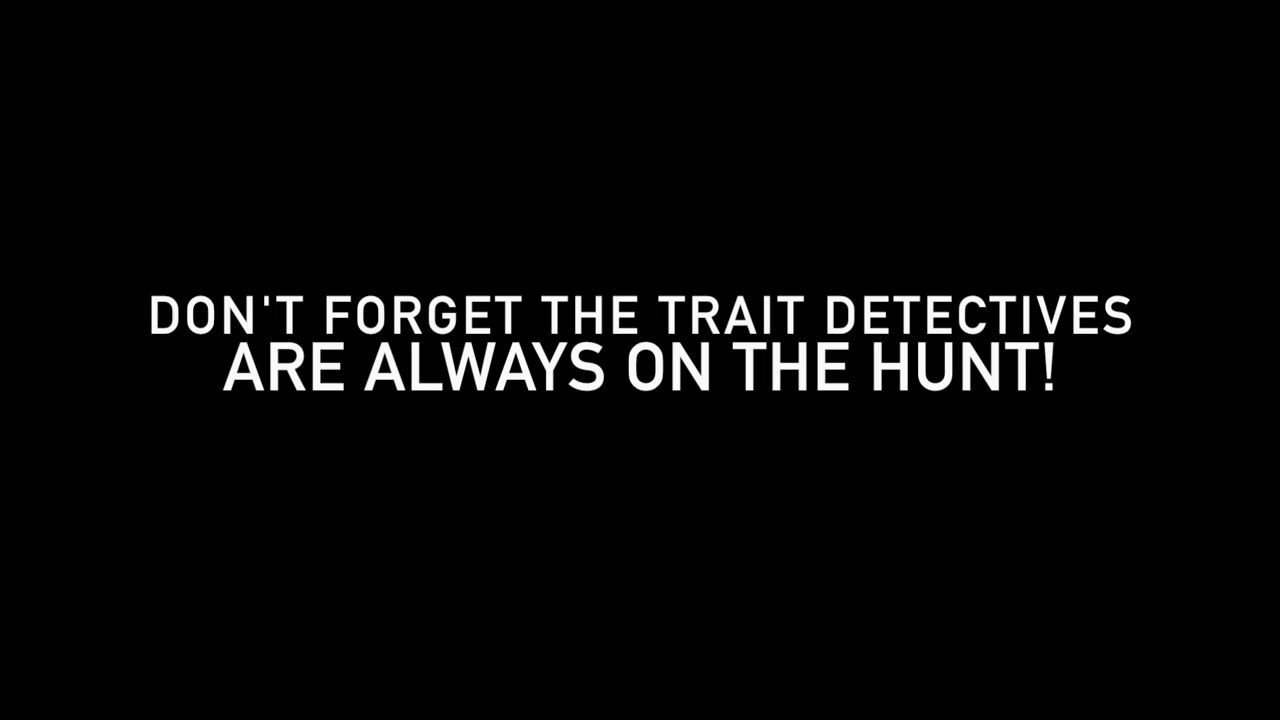 DON'T FORGET THE TRAIT DETECTIVES
ARE ALWAYS ON THE HUNT!